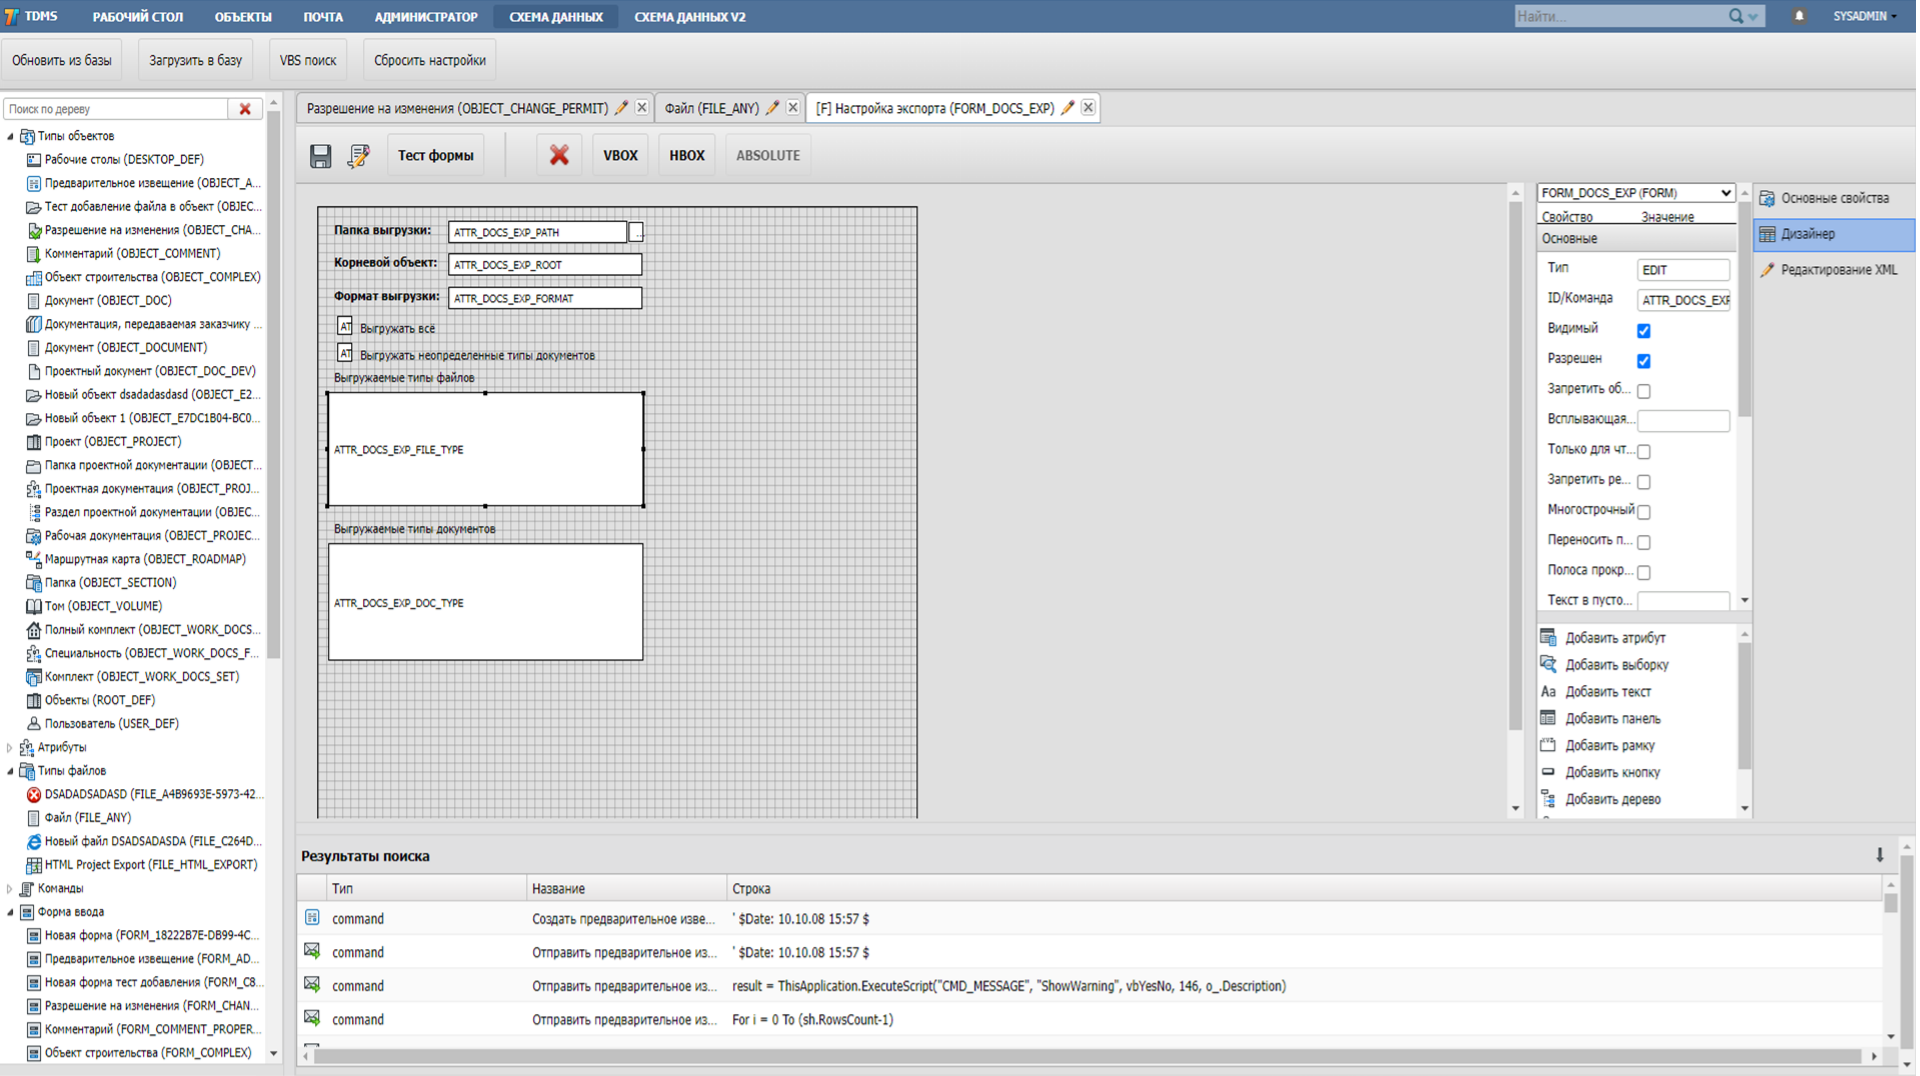 TDMS РАБОЧИЙ СТОЛ ОБЪЕКТЫ ПОЧТА АДМИНИСТРАТОР СХЕМА ДАННЫХ СХЕМА ДАННЫХ V2 Найти... SYSADMIN
Обновить из базы Загрузить в базу VBS поиск Сбросить настройки
Поиск по дереву
Типы объектов
Рабочие столы (DESKTOP_DEF)
Предварительное извещение (OBJECT_A...
Тест добавление файла в объект (OBJEC...
Разрешение на изменения (OBJECT_CHA...
Комментарий (OBJECT_COMMENT)
Объект строительства (OBJECT_COMPLEX)
Документ (OBJECT_DOC)
Документация, передаваемая заказчику ...
Документ (OBJECT_DOCUMENT)
Проектный документ (OBJECT_DOC_DEV)
Новый объект dsadadasdasd (OBJECT_E2...
Новый объект 1 (OBJECT_E7DC1B04-BC0...
Проект (OBJECT_PROJECT)
Папка проектной документации (OBJECT...
Проектная документация (OBJECT_PROJ...
Раздел проектной документации (OBJEC...
Рабочая документация (OBJECT_PROJEC...
Маршрутная карта (OBJECT_ROADMAP)
Папка (OBJECT_SECTION)
Том (OBJECT_VOLUME)
Полный комплект (OBJECT_WORK_DOCS...
Специальность (OBJECT_WORK_DOCS_F...
Комплект (OBJECT_WORK_DOCS_SET)
Объекты (ROOT_DEF)
Пользователь (USER_DEF)
Атрибуты
Типы файлов
DSADADSADASD (FILE_A4B9693E-5973-42...
Файл (FILE_ANY)
Новый файл DSADSADASDA (FILE_C264D...
HTML Project Export (FILE_HTML_EXPORT)
Команды
Форма ввода
Новая форма (FORM_18222B7E-DB99-4C...
Предварительное извещение (FORM_AD...
Новая форма тест добавления (FORM_C8...
Разрешение на изменения (FORM_CHAN...
Комментарий (FORM_COMMENT_PROPER...
Объект строительства (FORM_COMPLEX)
Разрешение на изменения (OBJECT_CHANGE_PERMIT) Файл (FILE_ANY) [F] Настройка экспорта (FORM_DOCS_EXP)
Тест формы VBOX HBOX ABSOLUTE
Папка выгрузки: ATTR_DOCS_EXP_PATH ...
Корневой объект: ATTR_DOCS_EXP_ROOT
Формат выгрузки: ATTR_DOCS_EXP_FORMAT
AT Выгружать всё
AT Выгружать неопределенные типы документов
Выгружаемые типы файлов
ATTR_DOCS_EXP_FILE_TYPE
Выгружаемые типы документов
ATTR_DOCS_EXP_DOC_TYPE
FORM_DOCS_EXP (FORM)
Свойство Значение
Основные
Тип EDIT
ID/Команда ATTR_DOCS_EXP
Видимый
Разрешен
Запретить об...
Всплывающая...
Только для чт...
Запретить ре...
Многострочный
Переносить п...
Полоса прокр...
Текст в пусто...
Добавить атрибут
Добавить выборку
Aa Добавить текст
Добавить панель
Добавить рамку
Добавить кнопку
Добавить дерево
Основные свойства
Дизайнер
Редактирование XML
Результаты поиска
Тип Название Строка
command Создать предварительное изве... ' $Date: 10.10.08 15:57 $
command Отправить предварительное из... ' $Date: 10.10.08 15:57 $
command Отправить предварительное из... result = ThisApplication.ExecuteScript("CMD_MESSAGE", "ShowWarning", vbYesNo, 146, o_.Description)
command Отправить предварительное из... For i = 0 To (sh.RowsCount-1)